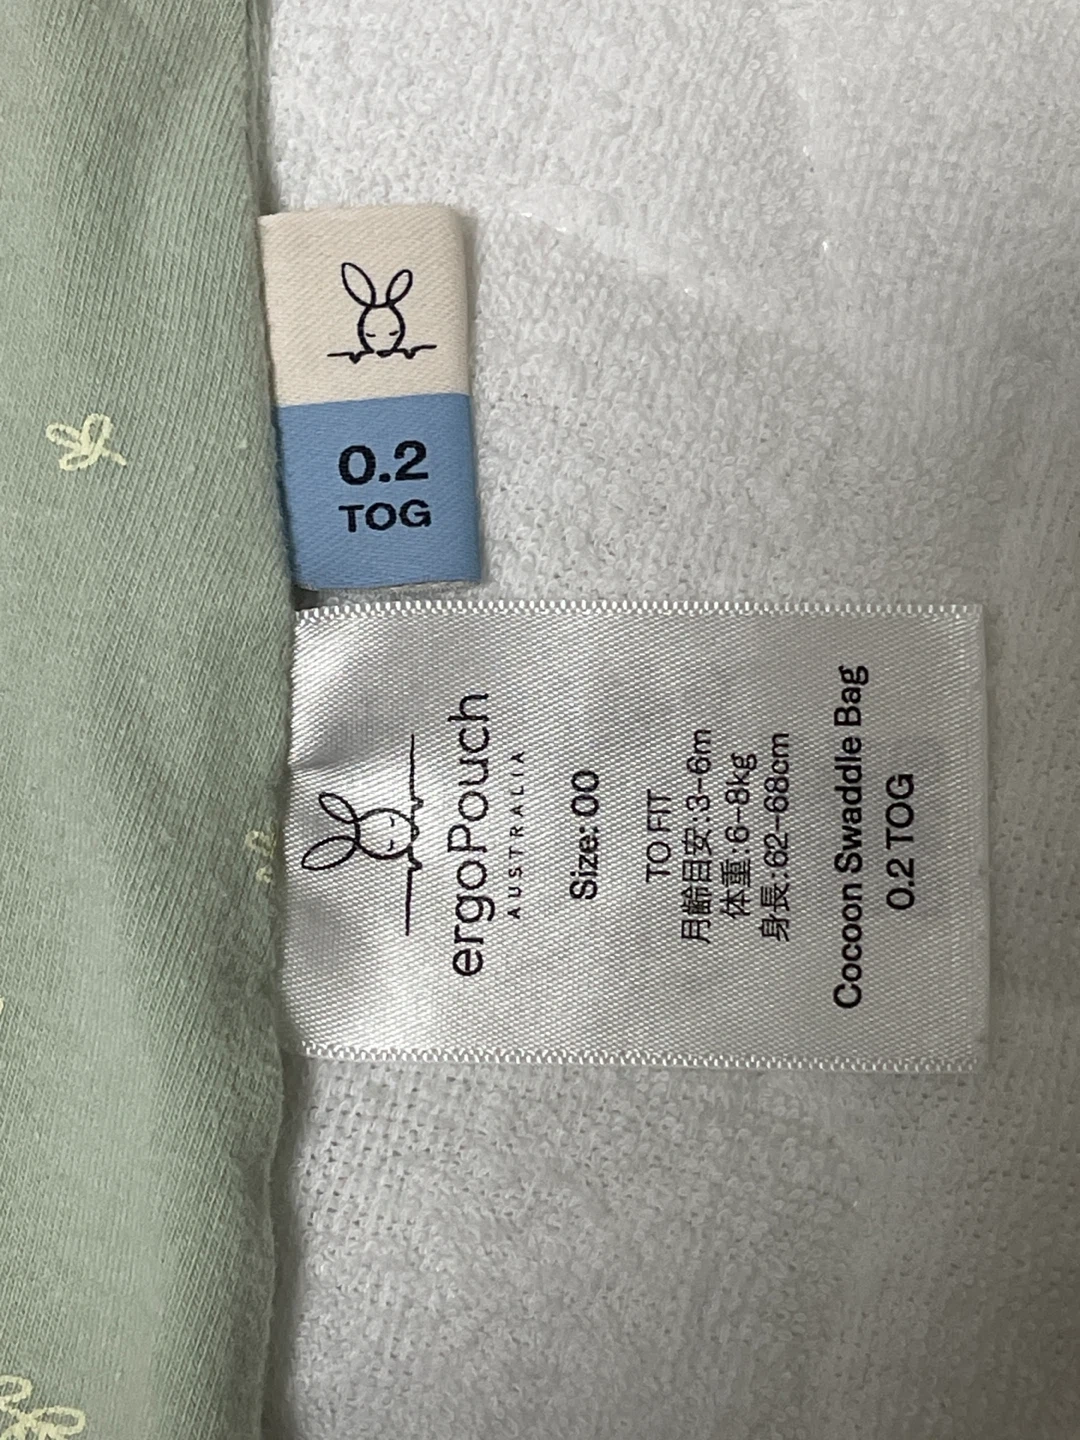 0.2
TOG
ergoPouch
AUSTRALIA
Size: 00
TO FIT
月齢目安:3-6m
体重:6-8kg
身長:62-68cm
Cocoon Swaddle Bag
0.2 TOG